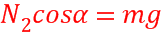 N₂cosα = mg